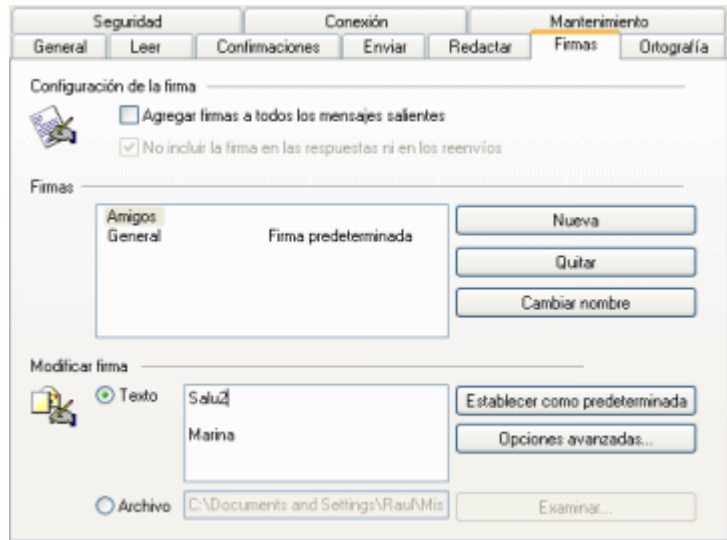 Seguridad Conexión Mantenimiento
General Leer Confirmaciones Enviar Redactar Firmas Ortografía
Configuración de la firma
Agregar firmas a todos los mensajes salientes
No incluir la firma en las respuestas ni en los reenvíos
Firmas
Amigos
General Firma predeterminada
Nueva
Quitar
Cambiar nombre
Modificar firma
Texto
Salu2
Marina
Establecer como predeterminada
Opciones avanzadas...
Archivo C:\Documents and Settings\Raul\Mis Examinar...